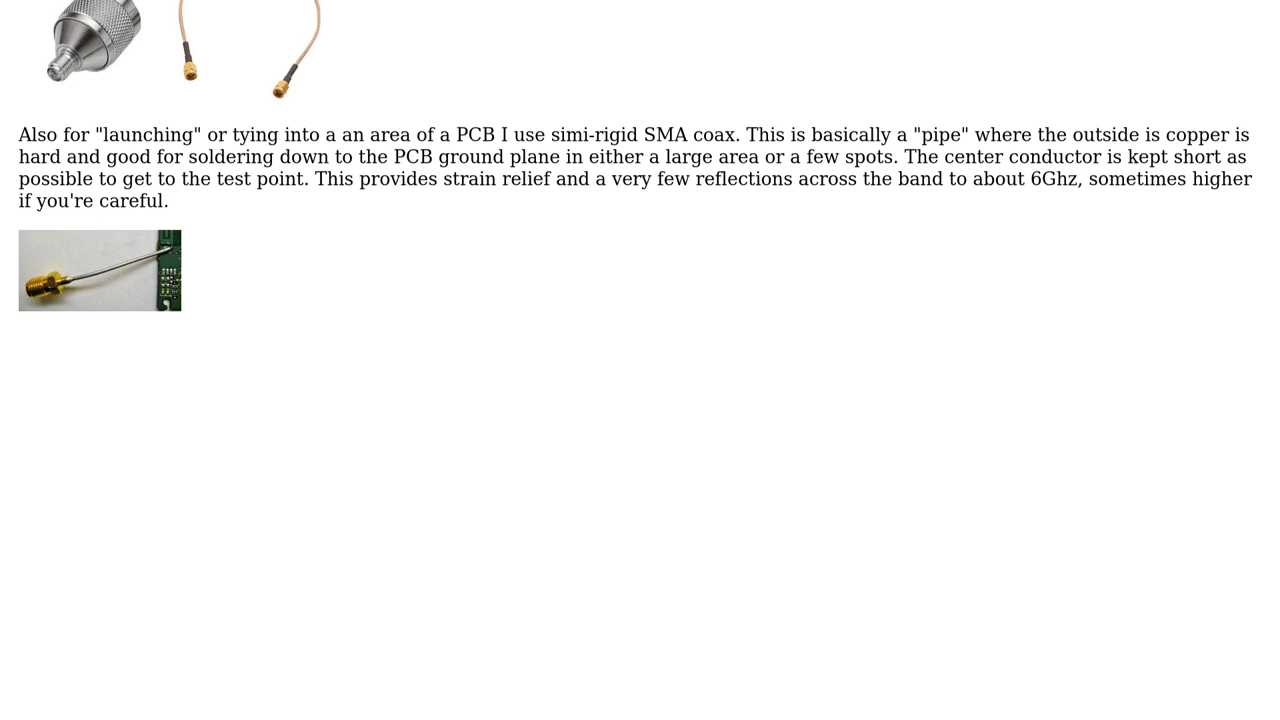 Also for "launching" or tying into a an area of a PCB I use simi-rigid SMA coax. This is basically a "pipe" where the outside is copper is
hard and good for soldering down to the PCB ground plane in either a large area or a few spots. The center conductor is kept short as
possible to get to the test point. This provides strain relief and a very few reflections across the band to about 6Ghz, sometimes higher
if you're careful.